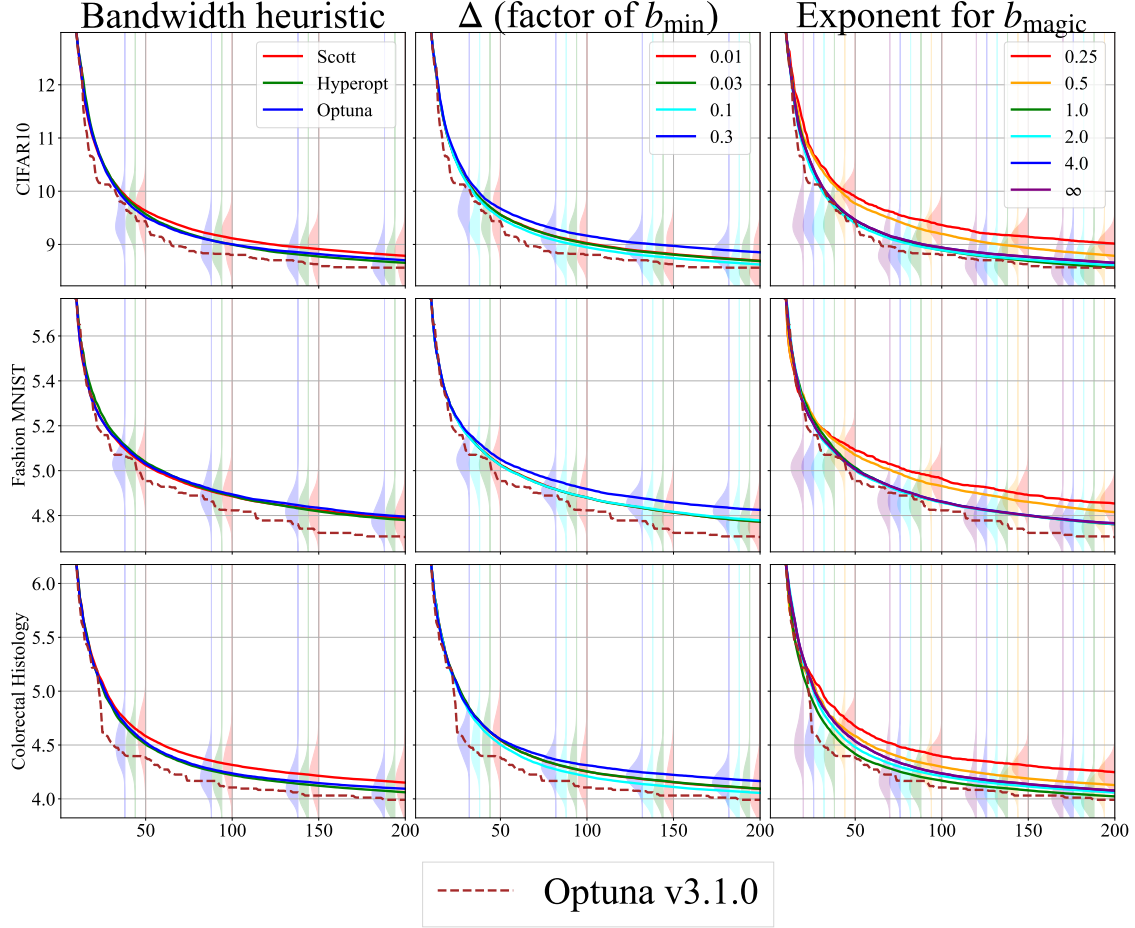 Bandwidth heuristic
Δ (factor of b_min)
Exponent for b_magic
Scott
Hyperopt
Optuna
0.01
0.03
0.1
0.3
0.25
0.5
1.0
2.0
4.0
∞
CIFAR10
12
11
10
9
Fashion MNIST
5.6
5.4
5.2
5.0
4.8
Colorectal Histology
6.0
5.5
5.0
4.5
4.0
50 100 150 200
50 100 150 200
50 100 150 200
Optuna v3.1.0